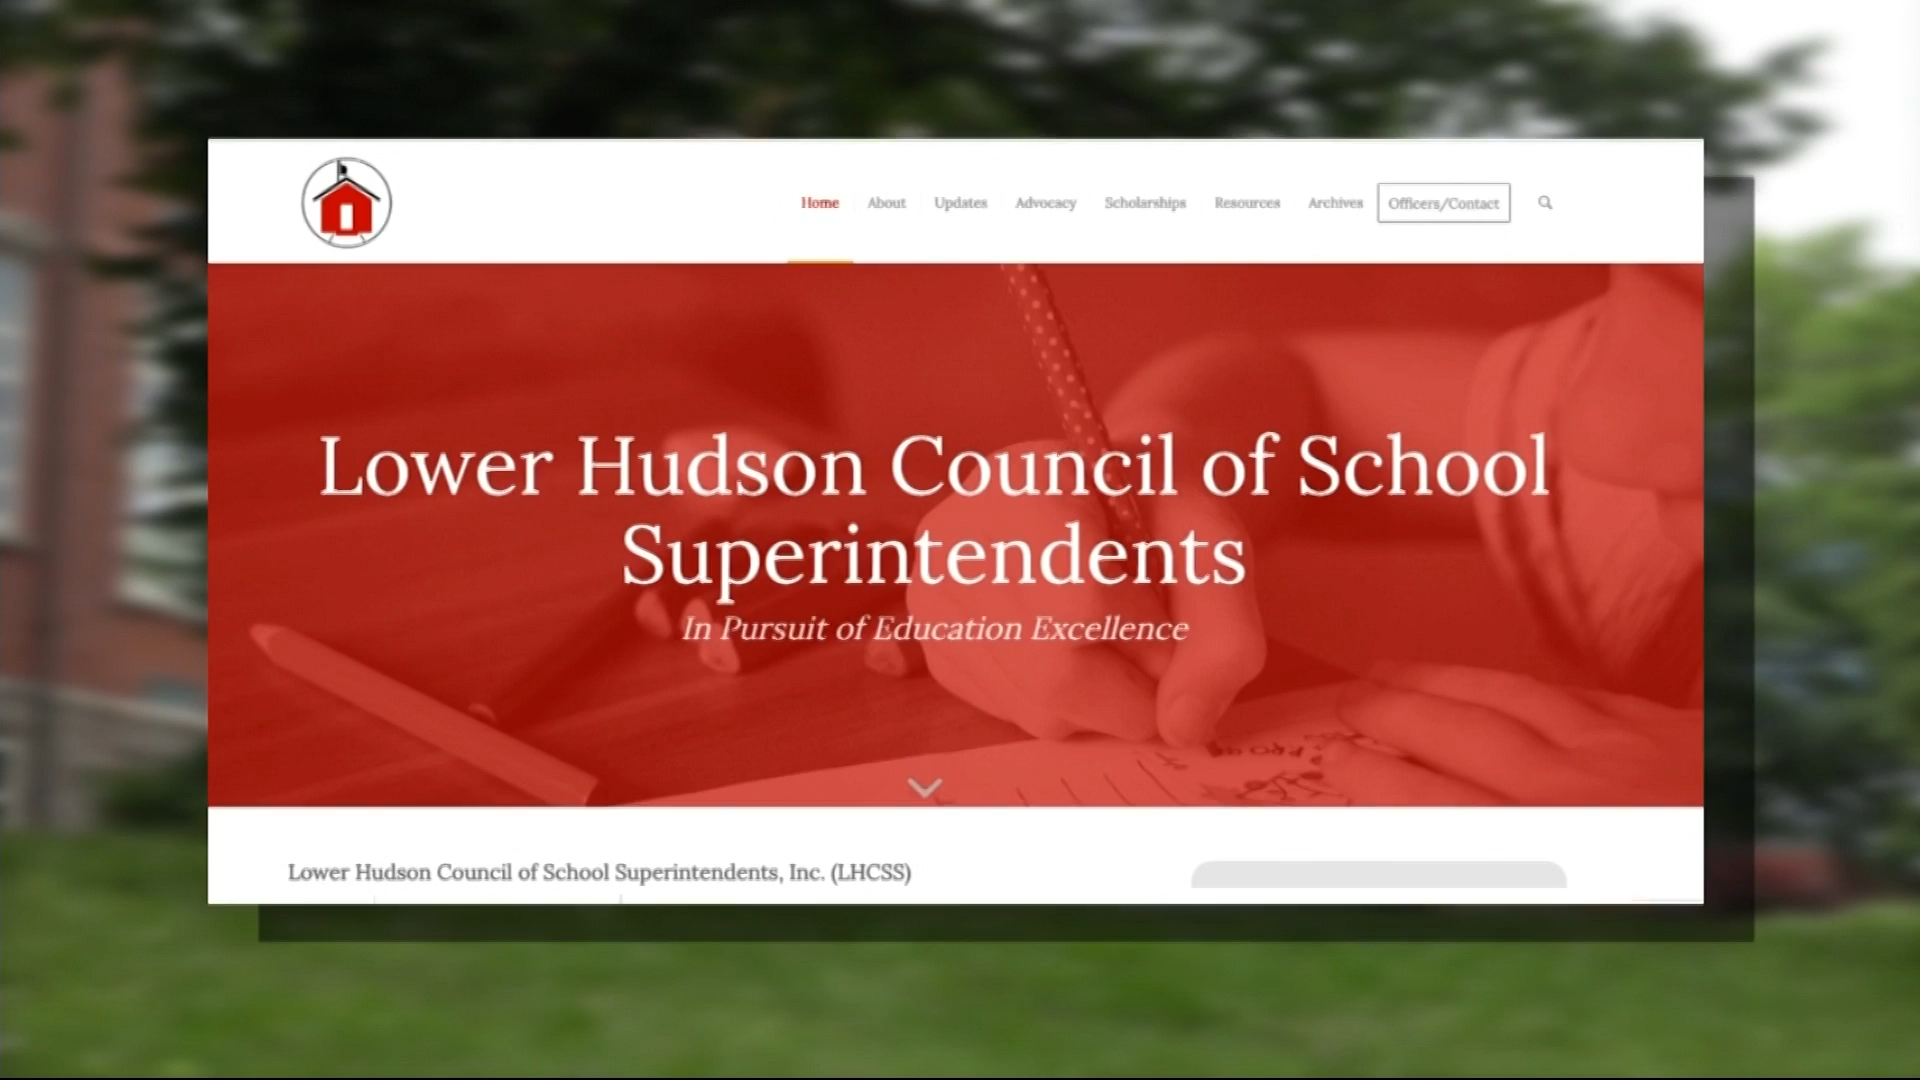 Home About Updates Advocacy Scholarships Resources Archives Officers/Contact
Lower Hudson Council of School
Superintendents
In Pursuit of Education Excellence
Lower Hudson Council of School Superintendents, Inc. (LHCSS)